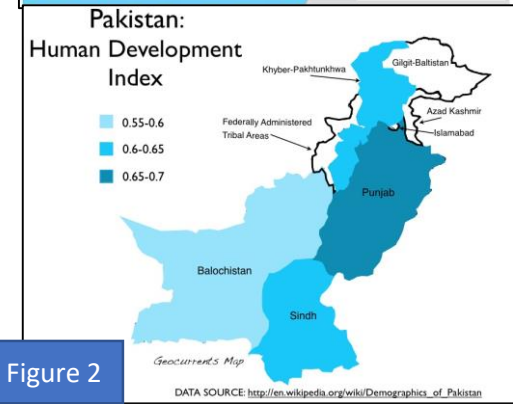 Pakistan:
Human Development
Index
0.55-0.6
0.6-0.65
0.65-0.7
Khyber-Pakhtunkhwa
Gilgit-Baltistan
Federally Administered
Tribal Areas
Azad Kashmir
Islamabad
Punjab
Balochistan
Sindh
Geocurrents Map
Figure 2
DATA SOURCE: http://en.wikipedia.org/wiki/Demographics_of_Pakistan